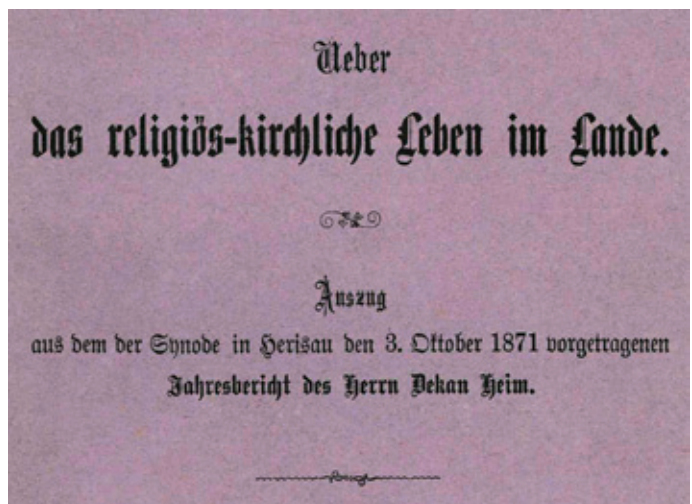 Ueber
das religiös-kirchliche Leben im Lande.
Auszug
aus dem der Synode in Herisau den 3. Oktober 1871 vorgetragenen
Jahresbericht des Herrn Dekan Heim.